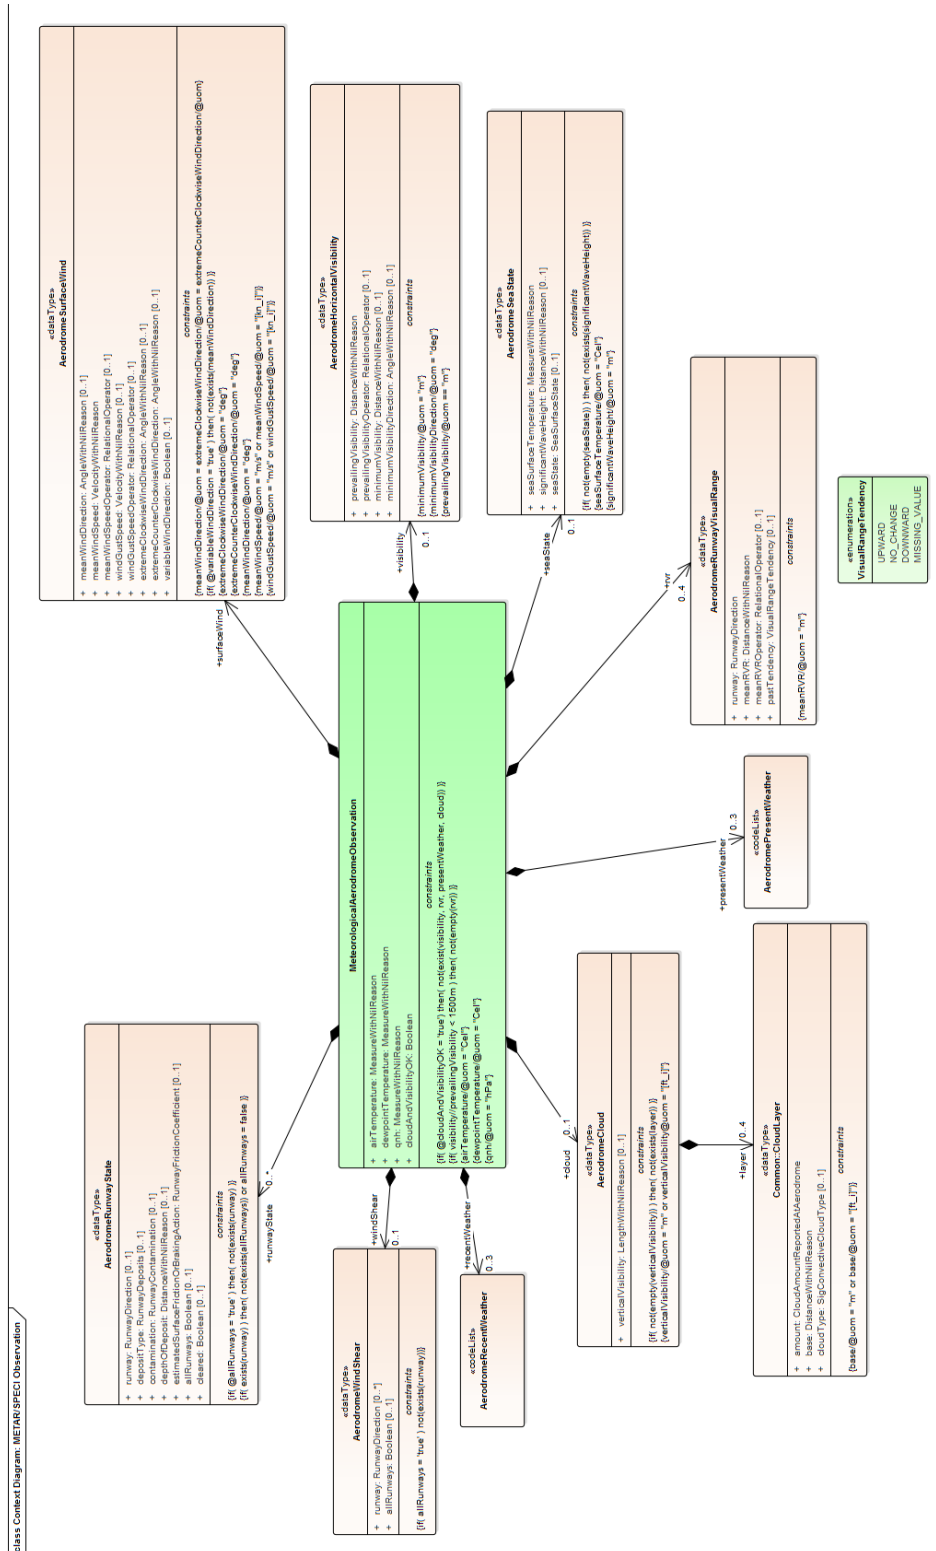 class Context Diagram: METAR/SPECI Observation
«dataType»
AerodromeRunwayState
+ runway: RunwayDirection [0..1]
+ depositType: RunwayDeposits [0..1]
+ contamination: RunwayContamination [0..1]
+ depthOfDeposit: DistanceWithNilReason [0..1]
+ estimatedSurfaceFrictionOrBrakingAction: RunwayFrictionCoefficient [0..1]
+ allRunways: Boolean [0..1]
+ cleared: Boolean [0..1]
constraints
{if( @allRunways = 'true' ) then( not(exists(runway) )}
{if( exists(runway) ) then( not(exists(allRunways)) or allRunways = false )}
+runwayState
0..*
«dataType»
AerodromeSurfaceWind
+ meanWindDirection: AngleWithNilReason [0..1]
+ meanWindSpeed: VelocityWithNilReason
+ meanWindSpeedOperator: RelationalOperator [0..1]
+ windGustSpeed: VelocityWithNilReason [0..1]
+ windGustSpeedOperator: RelationalOperator [0..1]
+ extremeClockwiseWindDirection: AngleWithNilReason [0..1]
+ extremeCounterClockwiseWindDirection: AngleWithNilReason [0..1]
+ variableWindDirection: Boolean [0..1]
constraints
{meanWindDirection/@uom = extremeClockwiseWindDirection/@uom = extremeCounterClockwiseWindDirection/@uom}
{if( @variableWindDirection = 'true' ) then( not(exists(meanWindDirection)) )}
{extremeClockwiseWindDirection/@uom = "deg"}
{extremeCounterClockwiseWindDirection/@uom = "deg"}
{meanWindDirection/@uom = "deg"}
{meanWindSpeed/@uom = "m/s" or meanWindSpeed/@uom = "[kn_i]"}
{windGustSpeed/@uom = "m/s" or windGustSpeed/@uom = "[kn_i]"}
+surfaceWind
«dataType»
AerodromeWindShear
+ runway: RunwayDirection [0..*]
+ allRunways: Boolean [0..1]
constraints
{if( allRunways = 'true' ) not(exists(runway))}
+windShear
0..1
MeteorologicalAerodromeObservation
+ airTemperature: MeasureWithNilReason
+ dewpointTemperature: MeasureWithNilReason
+ qnh: MeasureWithNilReason
+ cloudAndVisibilityOK: Boolean
constraints
{if( @cloudAndVisibilityOK = 'true') then( not(exist(visibility, rvr, presentWeather, cloud)) )}
{if( visibility//prevailingVisibility < 1500m ) then( not(empty(rvr)) )}
{airTemperature/@uom = "Cel"}
{dewpointTemperature/@uom = "Cel"}
{qnh/@uom = "hPa"}
«dataType»
AerodromeHorizontalVisibility
+ prevailingVisibility: DistanceWithNilReason
+ prevailingVisibilityOperator: RelationalOperator [0..1]
+ minimumVisibility: DistanceWithNilReason [0..1]
+ minimumVisibilityDirection: AngleWithNilReason [0..1]
constraints
{minimumVisibility/@uom = "m"}
{minimumVisibilityDirection/@uom = "deg"}
{prevailingVisibility/@uom == "m"}
+visibility
0..1
«codeList»
AerodromeRecentWeather
+recentWeather
0..3
«dataType»
AerodromeSeaState
+ seaSurfaceTemperature: MeasureWithNilReason
+ significantWaveHeight: DistanceWithNilReason [0..1]
+ seaState: SeaSurfaceState [0..1]
constraints
{if( not(empty(seaState)) ) then( not(exists(significantWaveHeight)) )}
{seaSurfaceTemperature/@uom = "Cel"}
{significantWaveHeight/@uom = "m"}
+seaState
0..1
«dataType»
AerodromeCloud
+ verticalVisibility: LengthWithNilReason [0..1]
constraints
{if( not(empty(verticalVisibility)) ) then( not(exists(layer)) )}
{verticalVisibility/@uom = "m" or verticalVisibility@uom = "[ft_i]"}
+cloud
0..1
«dataType»
AerodromeRunwayVisualRange
+ runway: RunwayDirection
+ meanRVR: DistanceWithNilReason
+ meanRVROperator: RelationalOperator [0..1]
+ pastTendency: VisualRangeTendency [0..1]
constraints
{meanRVR/@uom = "m"}
+rvr
0..4
«codeList»
AerodromePresentWeather
+presentWeather
0..3
«dataType»
Common::CloudLayer
+ amount: CloudAmountReportedAtAerodrome
+ base: DistanceWithNilReason
+ cloudType: SigConvectiveCloudType [0..1]
constraints
{base/@uom = "m" or base/@uom = "[ft_i]"}
+layer
0..4
«enumeration»
VisualRangeTendency
UPWARD
NO_CHANGE
DOWNWARD
MISSING_VALUE